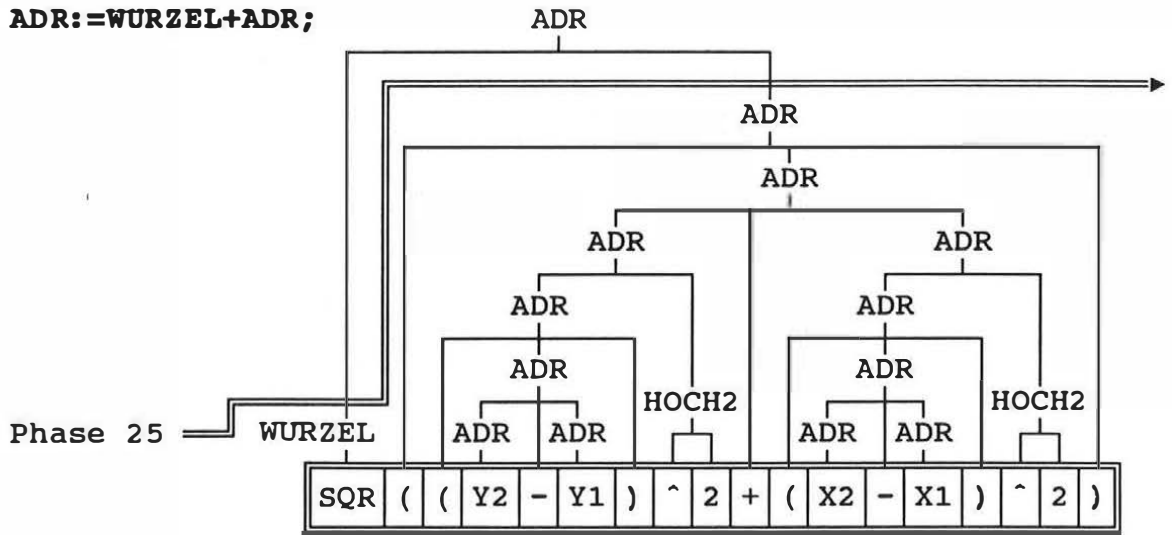 ADR:=WURZEL+ADR; ADR
ADR
ADR
ADR ADR
ADR ADR
ADR ADR
HOCH2 HOCH2
Phase 25 WURZEL ADR ADR ADR ADR
SQR ( ( Y2 - Y1 ) ^ 2 + ( X2 - X1 ) ^ 2 )